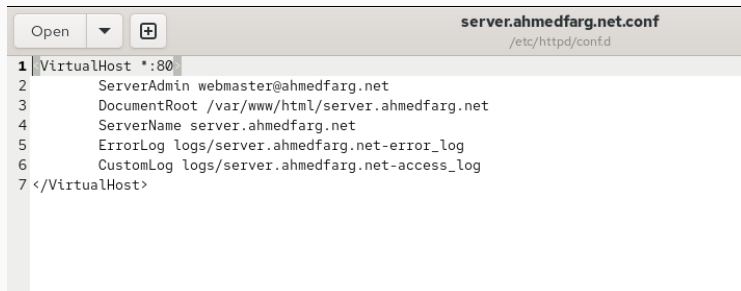 Open
server.ahmedfarg.net.conf
/etc/httpd/conf.d
1 <VirtualHost *:80>
2 ServerAdmin webmaster@ahmedfarg.net
3 DocumentRoot /var/www/html/server.ahmedfarg.net
4 ServerName server.ahmedfarg.net
5 ErrorLog logs/server.ahmedfarg.net-error_log
6 CustomLog logs/server.ahmedfarg.net-access_log
7 </VirtualHost>